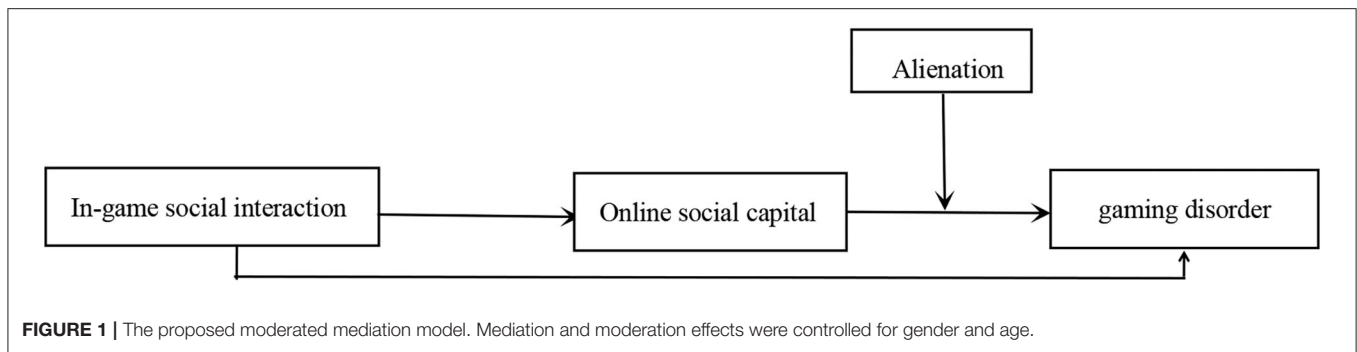 Alienation
In-game social interaction
Online social capital
gaming disorder
FIGURE 1 | The proposed moderated mediation model. Mediation and moderation effects were controlled for gender and age.